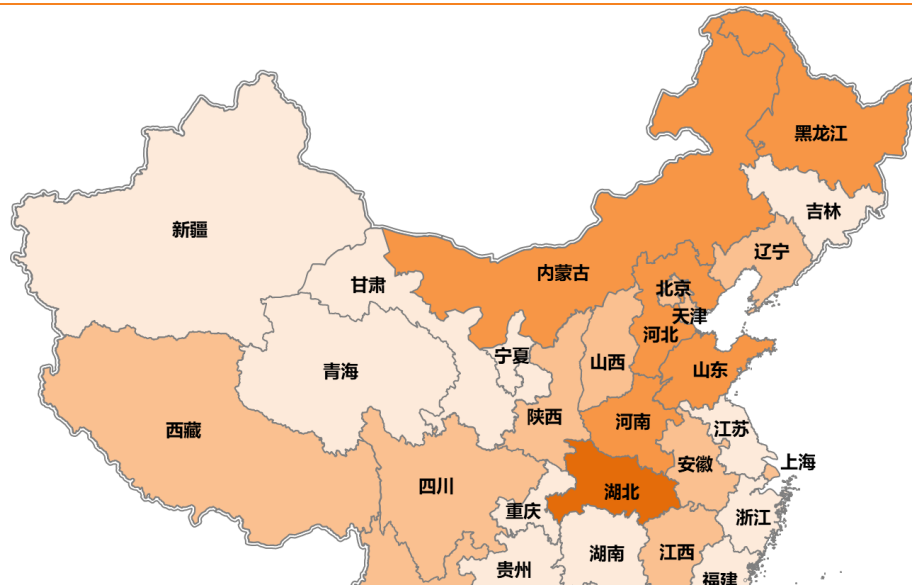 黑龙江
吉林
新疆
辽宁
内蒙古
甘肃
北京
天津
河北
宁夏
山西
山东
青海
陕西
河南
江苏
西藏
安徽
上海
四川
湖北
重庆
浙江
湖南
江西
贵州
福建